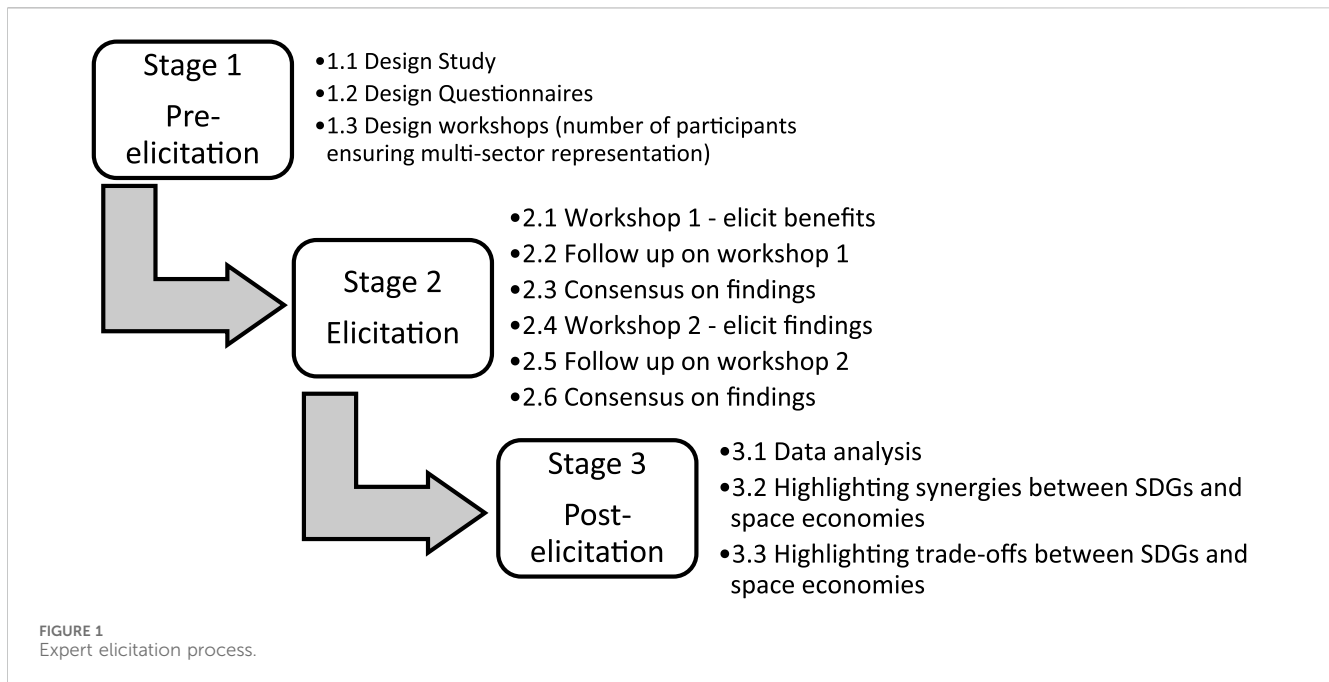 Stage 1
Pre-
elicitation
•1.1 Design Study
•1.2 Design Questionnaires
•1.3 Design workshops (number of participants
ensuring multi-sector representation)
Stage 2
Elicitation
•2.1 Workshop 1 - elicit benefits
•2.2 Follow up on workshop 1
•2.3 Consensus on findings
•2.4 Workshop 2 - elicit findings
•2.5 Follow up on workshop 2
•2.6 Consensus on findings
Stage 3
Post-
elicitation
•3.1 Data analysis
•3.2 Highlighting synergies between SDGs and
space economies
•3.3 Highlighting trade-offs between SDGs and
space economies
FIGURE 1
Expert elicitation process.